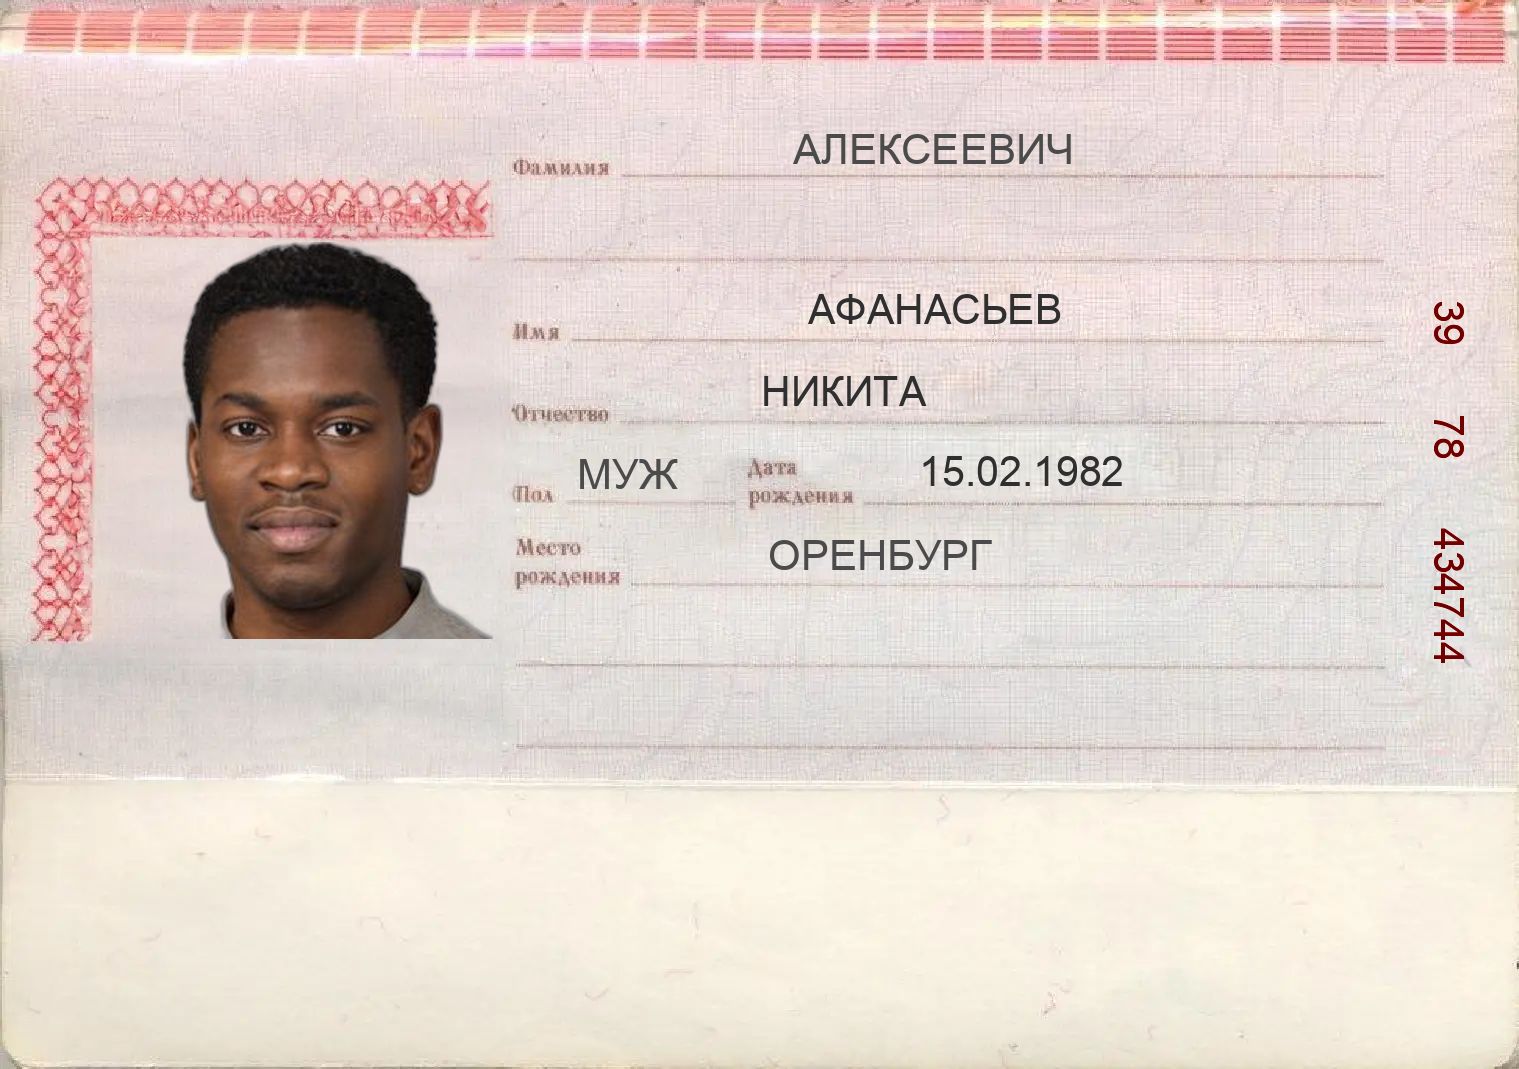 Фамилия АЛЕКСЕЕВИЧ
Имя АФАНАСЬЕВ
Отчество НИКИТА
Пол МУЖ Дата рождения 15.02.1982
Место рождения ОРЕНБУРГ
39 78 434744